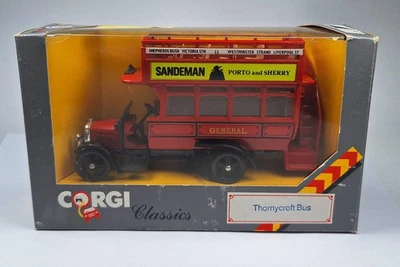 SHEPHERDS BUSH VICTORIA STN 11 WESTMINSTER STRAND LIVERPOOL ST
SANDEMAN PORTO and SHERRY
GENERAL
CORGI
Classics
Thornycroft Bus